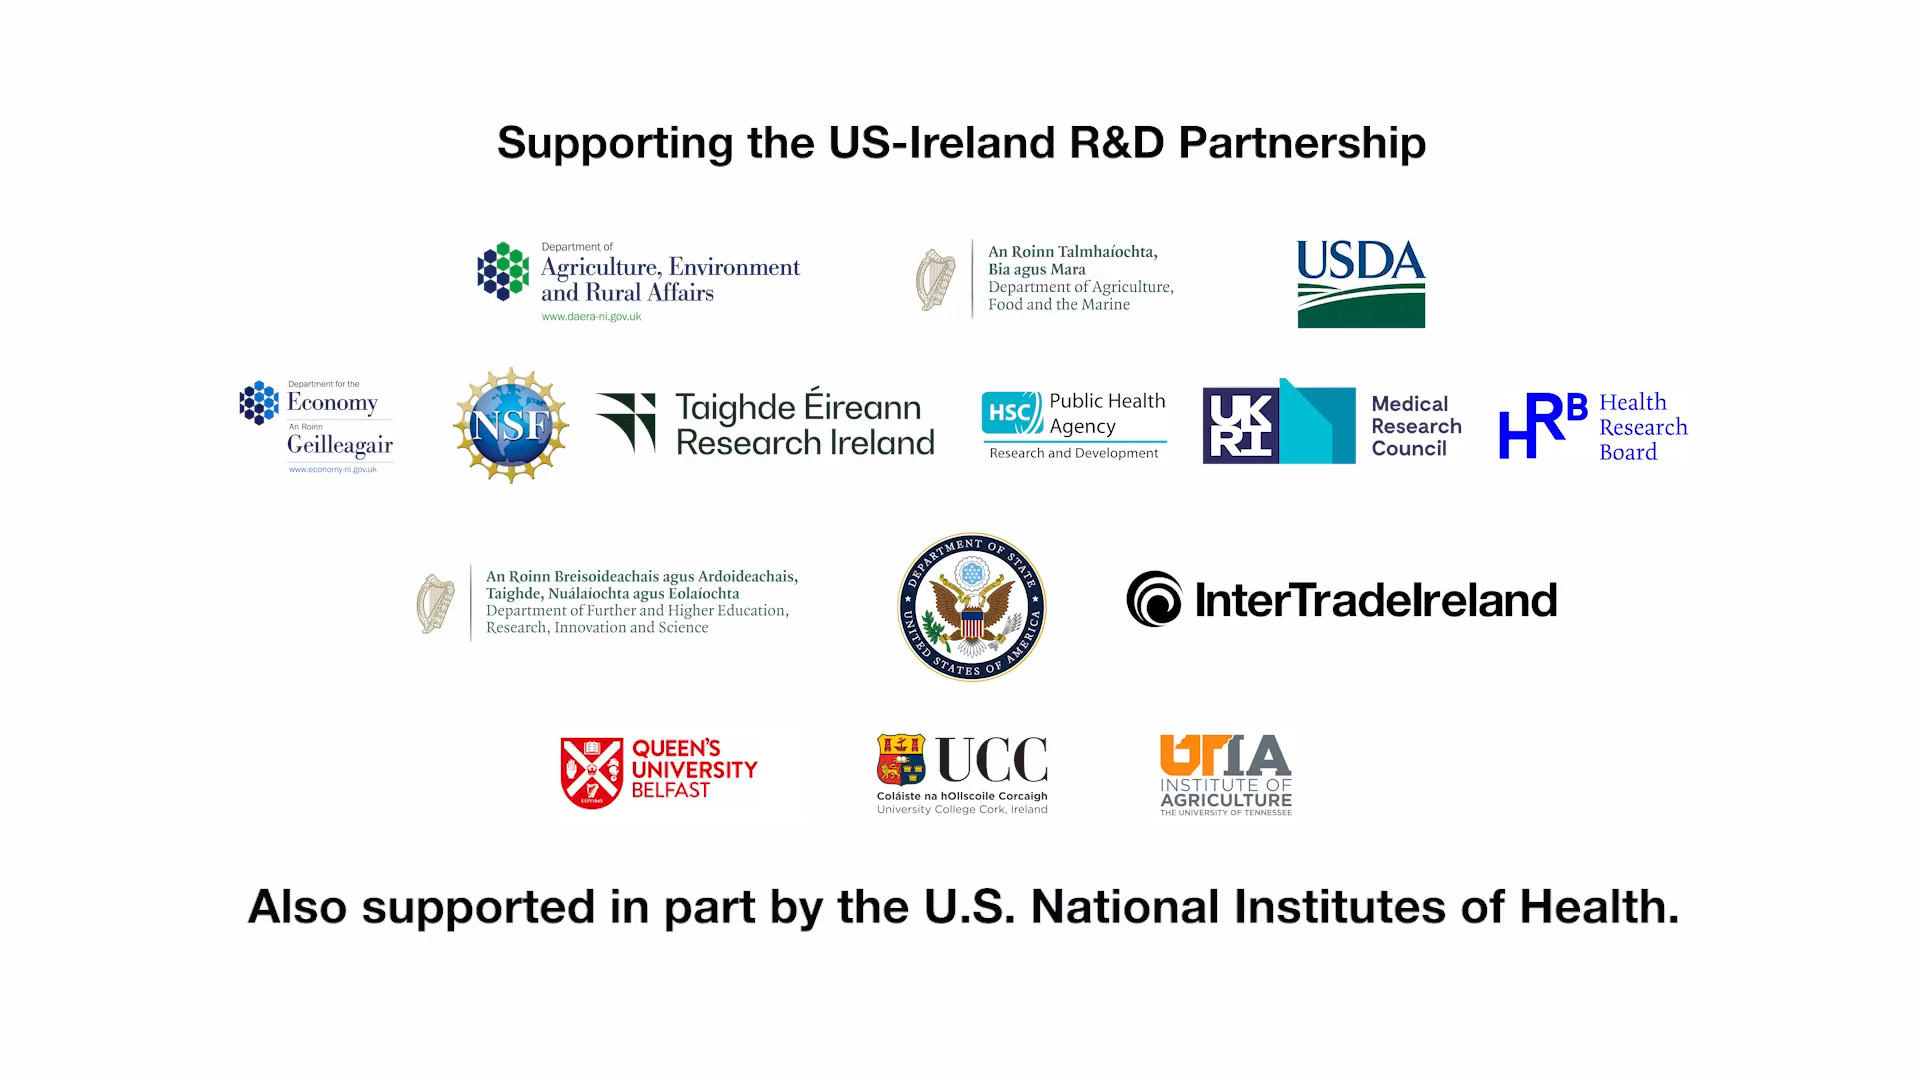 Supporting the US-Ireland R&D Partnership
Department of
Agriculture, Environment
and Rural Affairs
www.daera-ni.gov.uk
An Roinn Talmhaíochta,
Bia agus Mara
Department of Agriculture,
Food and the Marine
USDA
Department for the
Economy
An Roinn
Geilleagair
www.economy-ni.gov.uk
NSF
Taighde Éireann
Research Ireland
HSC
Public Health
Agency
Research and Development
UK
RI
Medical
Research
Council
HRB
Health
Research
Board
An Roinn Breisoideachais agus Ardoideachais,
Taighde, Nuálaíochta agus Eolaíochta
Department of Further and Higher Education,
Research, Innovation and Science
DEPARTMENT OF STATE
UNITED STATES OF AMERICA
InterTradeIreland
QUEEN'S
UNIVERSITY
BELFAST
ESTD 1845
UCC
Coláiste na hOllscoile Corcaigh
University College Cork, Ireland
UTIA
INSTITUTE OF
AGRICULTURE
THE UNIVERSITY OF TENNESSEE
Also supported in part by the U.S. National Institutes of Health.